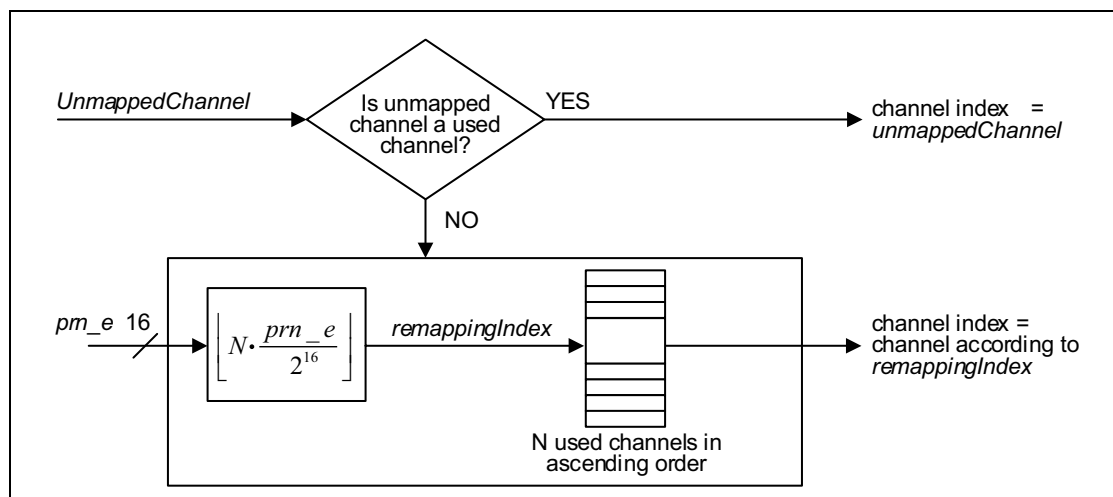 UnmappedChannel
Is unmapped
channel a used
channel?
YES
channel index =
unmappedChannel
NO
prn_e 16
⌊N·prn_e/2^16⌋
remappingIndex
channel index =
channel according to
remappingIndex
N used channels in
ascending order